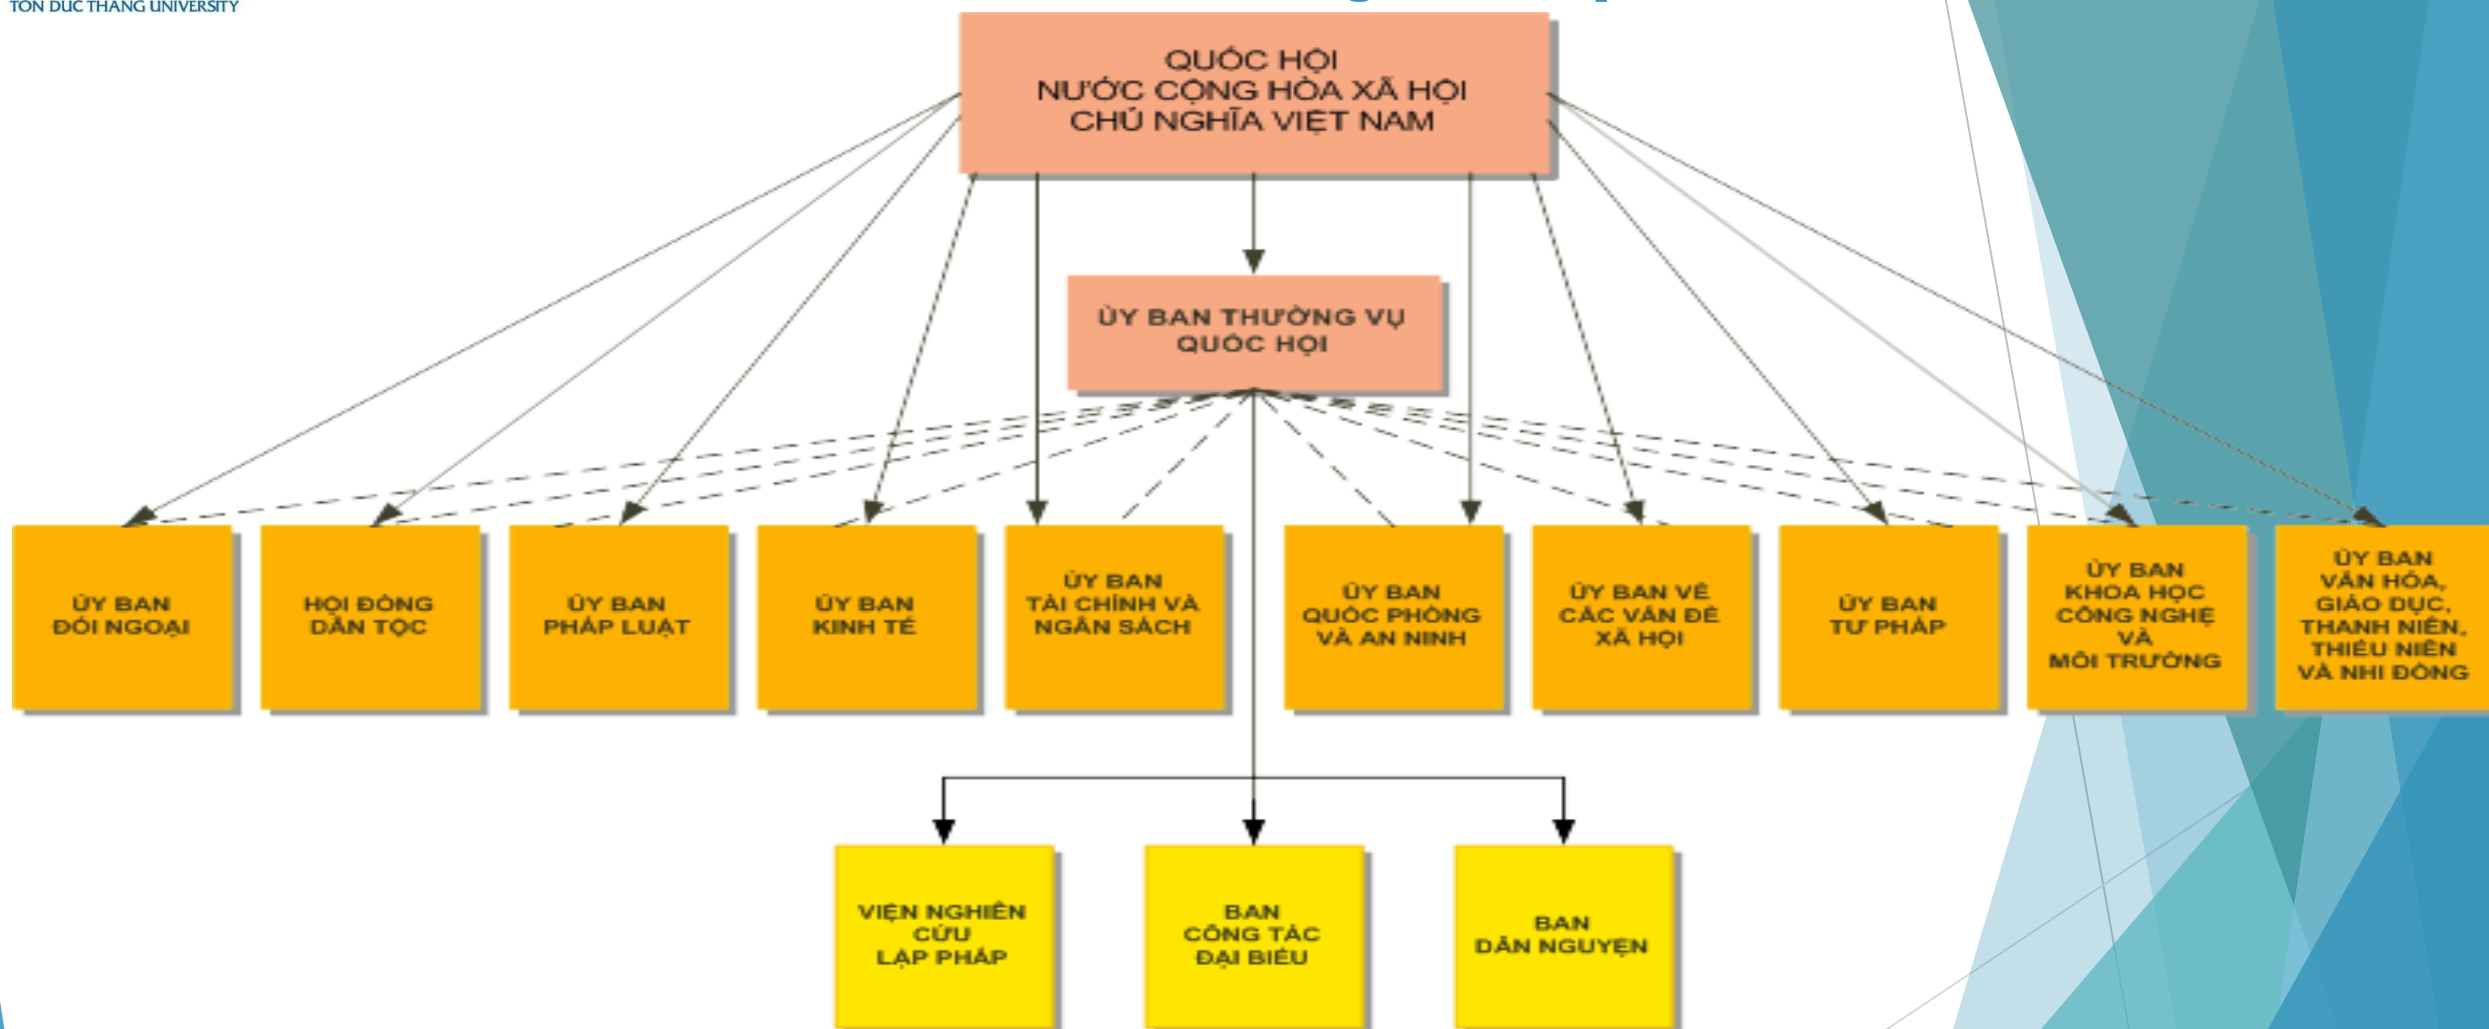 TON DUC THANG UNIVERSITY
QUỐC HỘI
NƯỚC CỘNG HÒA XÃ HỘI
CHỦ NGHĨA VIỆT NAM
ỦY BAN THƯỜNG VỤ
QUỐC HỘI
ỦY BAN
ĐỐI NGOẠI
HỘI ĐỒNG
DÂN TỘC
ỦY BAN
PHÁP LUẬT
ỦY BAN
KINH TẾ
ỦY BAN
TÀI CHÍNH VÀ
NGÂN SÁCH
ỦY BAN
QUỐC PHÒNG
VÀ AN NINH
ỦY BAN VỀ
CÁC VẤN ĐỀ
XÃ HỘI
ỦY BAN
TƯ PHÁP
ỦY BAN
KHOA HỌC
CÔNG NGHỆ
VÀ
MÔI TRƯỜNG
ỦY BAN
VĂN HÓA,
GIÁO DỤC,
THANH NIÊN,
THIẾU NIÊN
VÀ NHI ĐỒNG
VIỆN NGHIÊN
CỨU
LẬP PHÁP
BAN
CÔNG TÁC
ĐẠI BIỂU
BAN
DÂN NGUYỆN